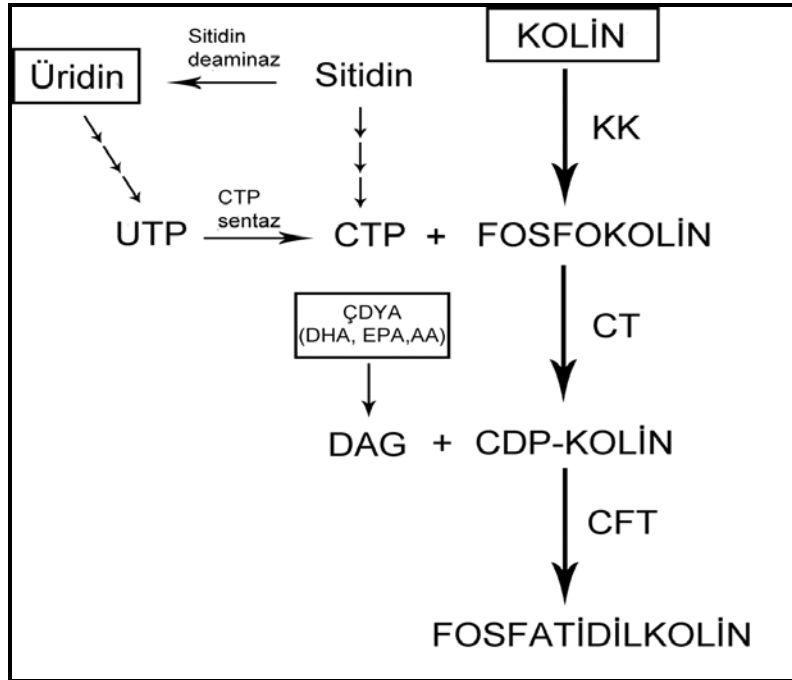 Sitidin
deaminaz
KOLİN
Üridin
Sitidin
KK
CTP
sentaz
UTP
CTP + FOSFOKOLİN
ÇDYA
(DHA, EPA,AA)
CT
DAG + CDP-KOLİN
CFT
FOSFATİDİLKOLİN